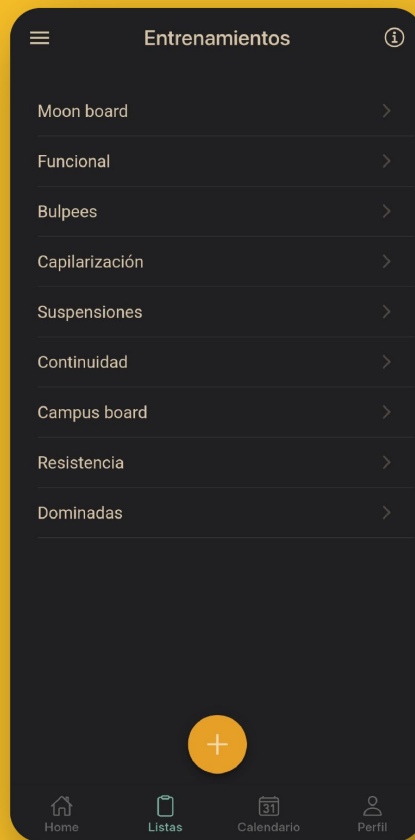 Entrenamientos
Moon board
Funcional
Bulpees
Capilarización
Suspensiones
Continuidad
Campus board
Resistencia
Dominadas
31
Home
Listas
Calendario
Perfil